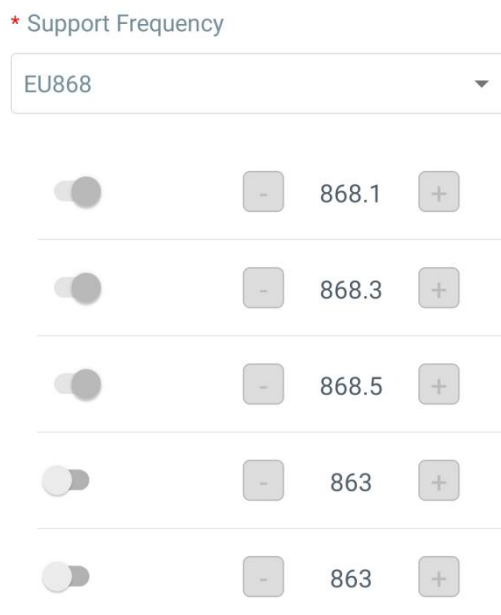 * Support Frequency
EU868
- 868.1 +
- 868.3 +
- 868.5 +
- 863 +
- 863 +